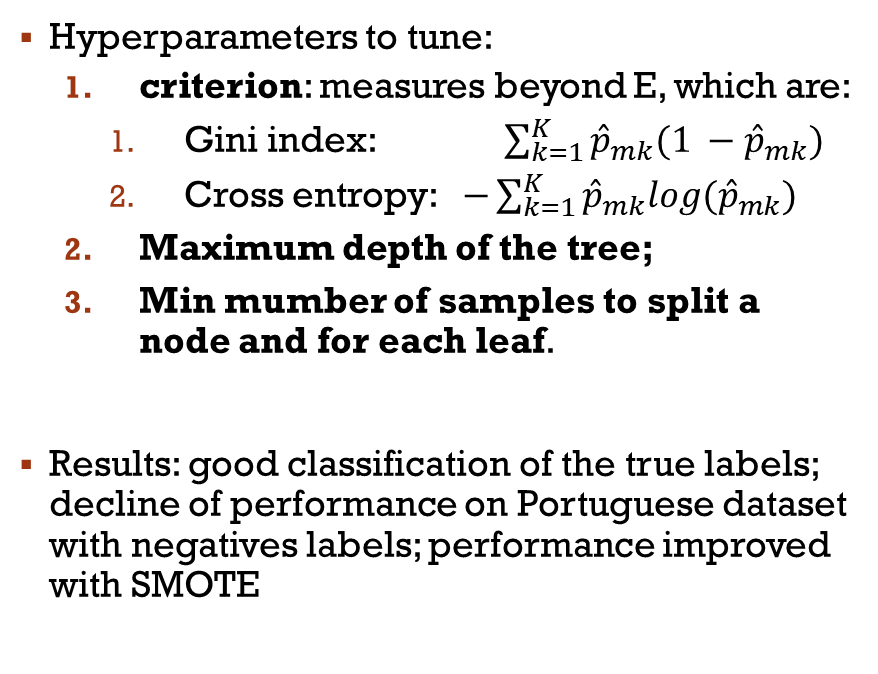 ▪ Hyperparameters to tune:
1. criterion: measures beyond E, which are:
1. Gini index: ∑_{k=1}^{K} p̂_{mk}(1 − p̂_{mk})
2. Cross entropy: −∑_{k=1}^{K} p̂_{mk}log(p̂_{mk})
2. Maximum depth of the tree;
3. Min mumber of samples to split a
node and for each leaf.
▪ Results: good classification of the true labels;
decline of performance on Portuguese dataset
with negatives labels; performance improved
with SMOTE